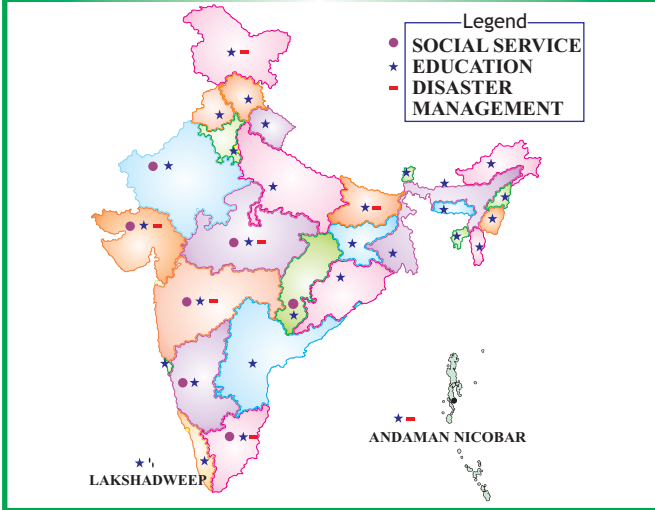 Legend
SOCIAL SERVICE
EDUCATION
DISASTER
MANAGEMENT
ANDAMAN NICOBAR
LAKSHADWEEP